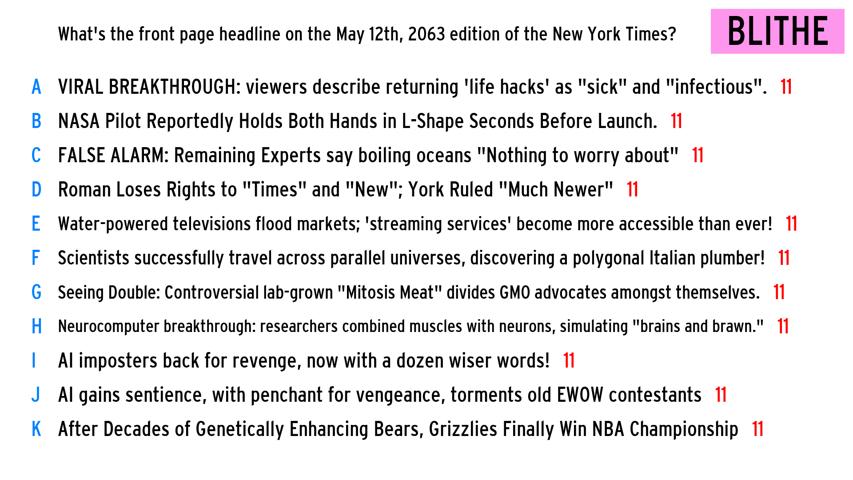 What's the front page headline on the May 12th, 2063 edition of the New York Times?
BLITHE
A VIRAL BREAKTHROUGH: viewers describe returning 'life hacks' as "sick" and "infectious". 11
B NASA Pilot Reportedly Holds Both Hands in L-Shape Seconds Before Launch. 11
C FALSE ALARM: Remaining Experts say boiling oceans "Nothing to worry about" 11
D Roman Loses Rights to "Times" and "New"; York Ruled "Much Newer" 11
E Water-powered televisions flood markets; 'streaming services' become more accessible than ever! 11
F Scientists successfully travel across parallel universes, discovering a polygonal Italian plumber! 11
G Seeing Double: Controversial lab-grown "Mitosis Meat" divides GMO advocates amongst themselves. 11
H Neurocomputer breakthrough: researchers combined muscles with neurons, simulating "brains and brawn." 11
I AI imposters back for revenge, now with a dozen wiser words! 11
J AI gains sentience, with penchant for vengeance, torments old EWOW contestants 11
K After Decades of Genetically Enhancing Bears, Grizzlies Finally Win NBA Championship 11